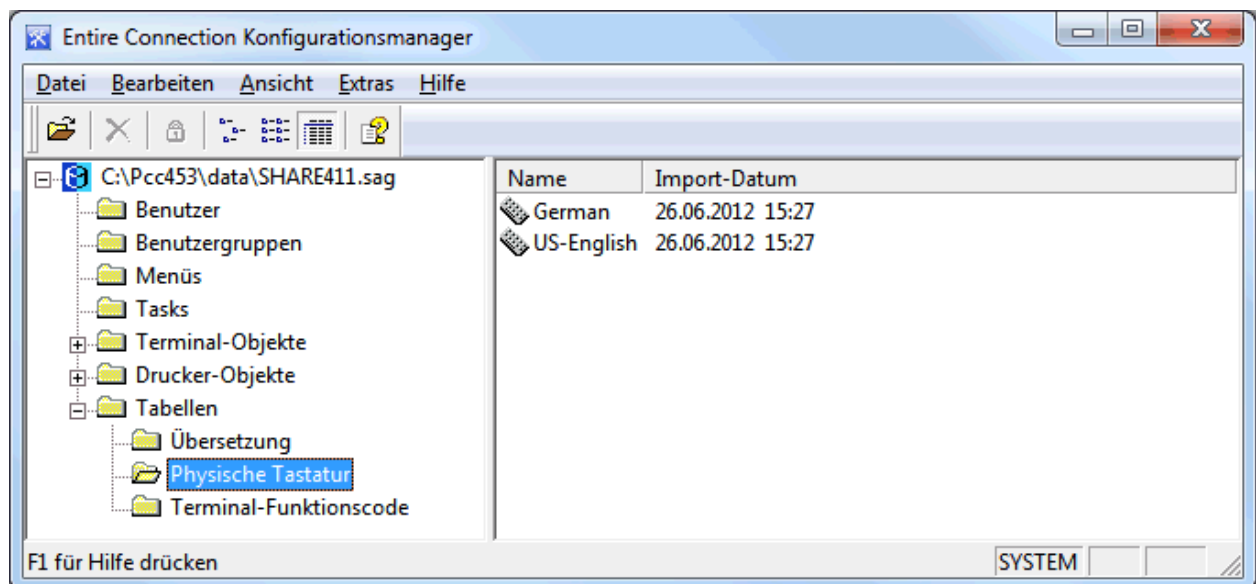 Entire Connection Konfigurationsmanager
Datei Bearbeiten Ansicht Extras Hilfe
C:\Pcc453\data\SHARE411.sag
Benutzer
Benutzergruppen
Menüs
Tasks
Terminal-Objekte
Drucker-Objekte
Tabellen
Übersetzung
Physische Tastatur
Terminal-Funktionscode
Name Import-Datum
German 26.06.2012 15:27
US-English 26.06.2012 15:27
F1 für Hilfe drücken SYSTEM